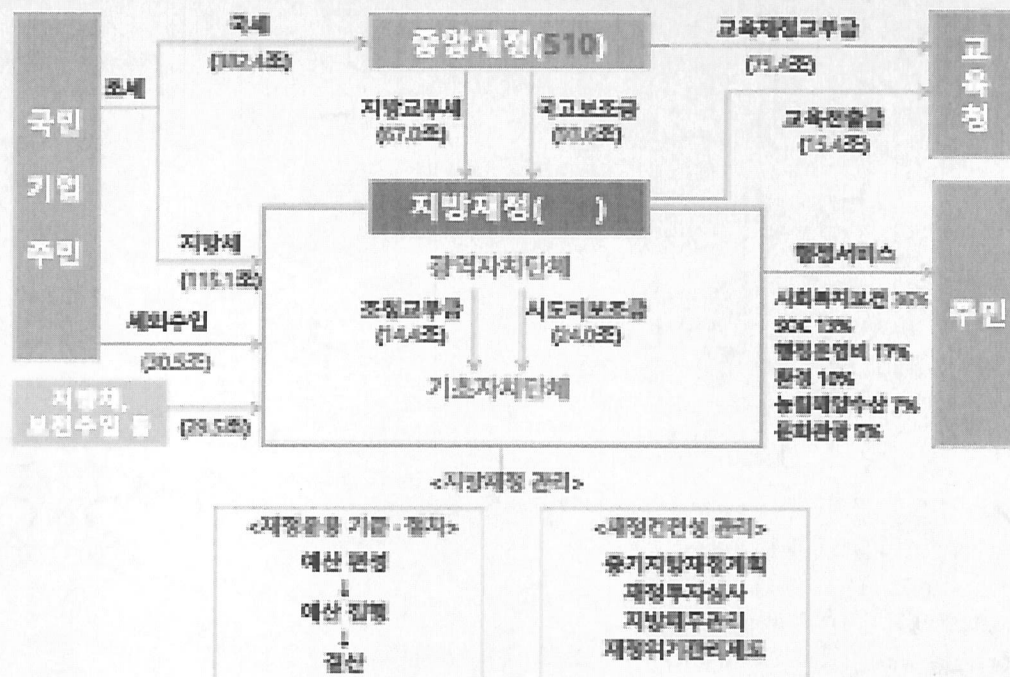 국세
(102.4조)
중앙재정(510)
교육재정교부금
(75.4조)
교육청
조세
국민
기업
주민
지방교부세
(67.0조)
국고보조금
교육전출금
(15.4조)
지방재정( )
지방세
(115.1조)
광역자치단체
행정서비스
조정교부금
(14.4조)
시도비보조금
(24.0조)
사회복지보건
SOC 13%
행정운영비 17%
환경 10%
농림해양수산 7%
문화관광 5%
주민
세외수입
(30.5조)
기초자치단체
지방채,
보전수입 등
(29.5조)
<지방재정 관리>
<재정운용 기준·절차>
예산 편성
↓
예산 집행
↓
결산
<재정건전성 관리>
중기지방재정계획
재정투자심사
지방채무관리
재정위기관리제도